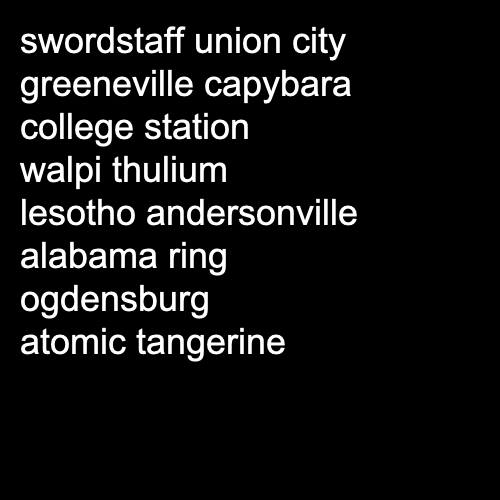 swordstaff union city
greeneville capybara
college station
walpi thulium
lesotho andersonville
alabama ring
ogdensburg
atomic tangerine